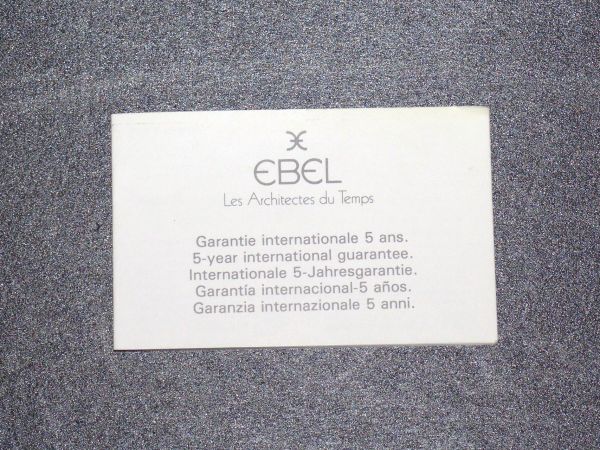 EBEL
Les Architectes du Temps
Garantie internationale 5 ans.
5-year international guarantee.
Internationale 5-Jahresgarantie.
Garantía internacional-5 años.
Garanzia internazionale 5 anni.